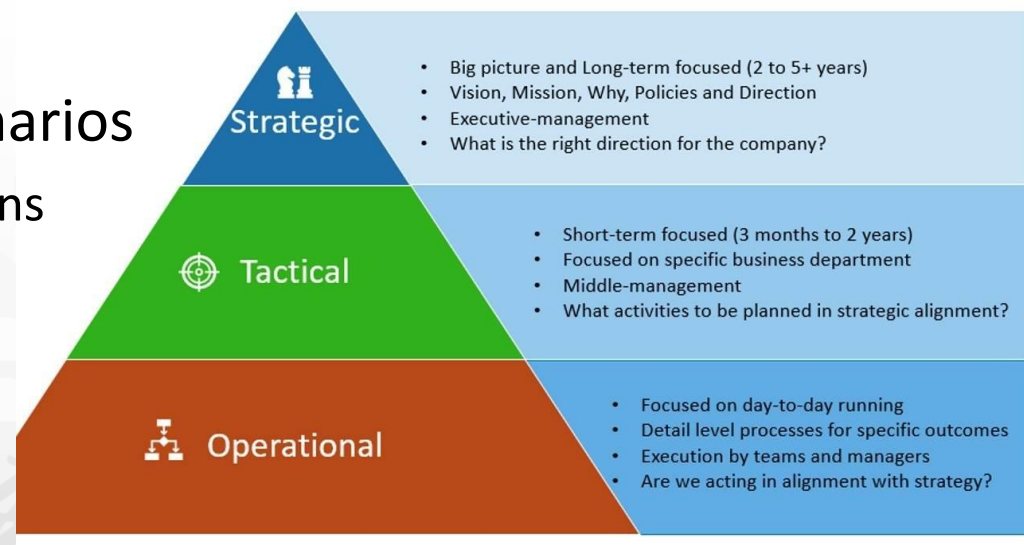 narios
ns
Strategic
• Big picture and Long-term focused (2 to 5+ years)
• Vision, Mission, Why, Policies and Direction
• Executive-management
• What is the right direction for the company?
Tactical
• Short-term focused (3 months to 2 years)
• Focused on specific business department
• Middle-management
• What activities to be planned in strategic alignment?
Operational
• Focused on day-to-day running
• Detail level processes for specific outcomes
• Execution by teams and managers
• Are we acting in alignment with strategy?